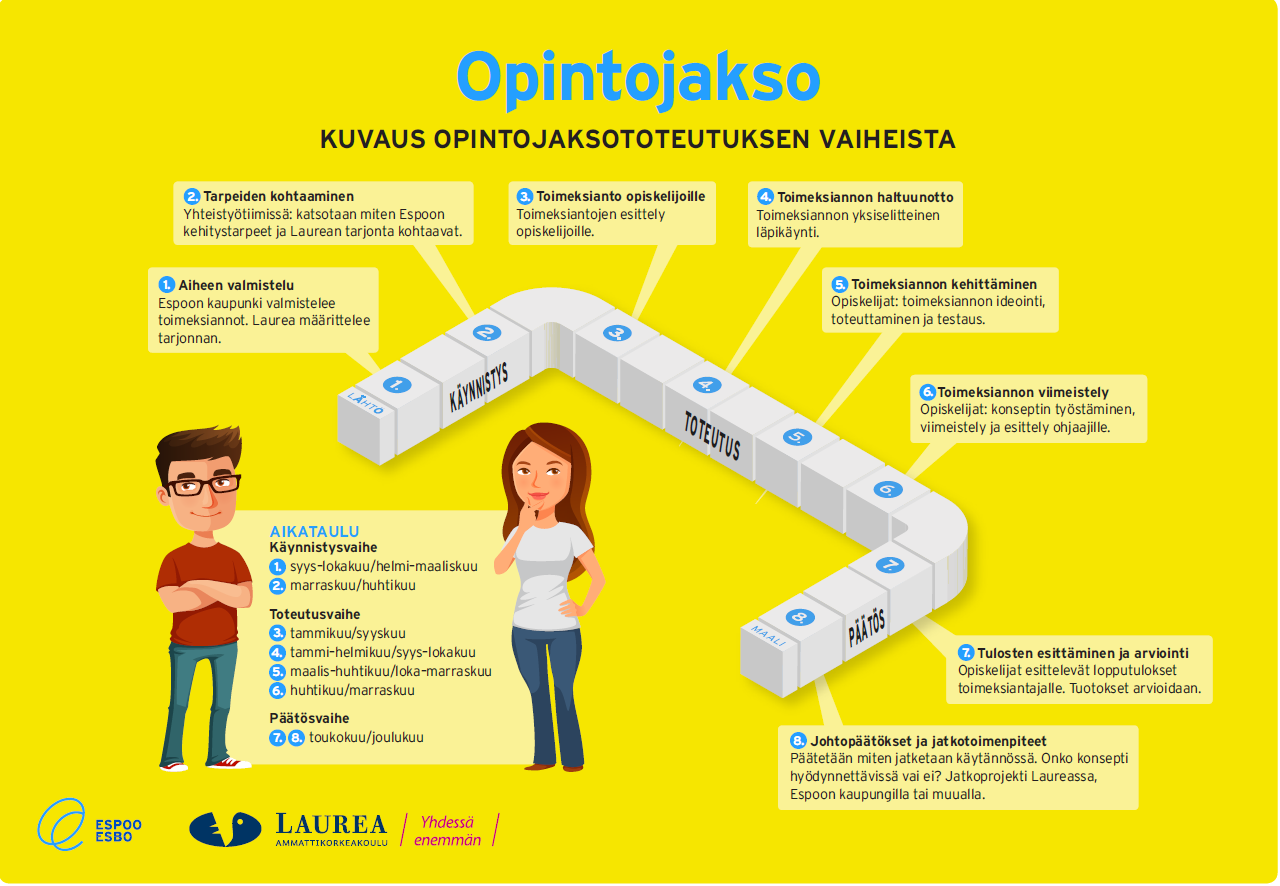 Opintojakso
KUVAUS OPINTOJAKSOTOTEUTUKSEN VAIHEISTA
2. Tarpeiden kohtaaminen
Yhteistyötiimissä: katsotaan miten Espoon
kehitystarpeet ja Laurean tarjonta kohtaavat.
3. Toimeksianto opiskelijoille
Toimeksiantojen esittely
opiskelijoille.
4. Toimeksiannon haltuunotto
Toimeksiannon yksiselitteinen
läpikäynti.
1. Aiheen valmistelu
Espoon kaupunki valmistelee
toimeksiannot. Laurea määrittelee
tarjonnan.
5. Toimeksiannon kehittäminen
Opiskelijat: toimeksiannon ideointi,
toteuttaminen ja testaus.
6. Toimeksiannon viimeistely
Opiskelijat: konseptin työstäminen,
viimeistely ja esittely ohjaajille.
LÄHTO
1.
2.
KÄYNNISTYS
3.
4.
TOTEUTUS
5.
6.
7.
PÄÄTÖS
8.
MAALI
AIKATAULU
Käynnistysvaihe
1. syys-lokakuu/helmi-maaliskuu
2. marraskuu/huhtikuu
Toteutusvaihe
3. tammikuu/syyskuu
4. tammi-helmikuu/syys-lokakuu
5. maalis-huhtikuu/loka-marraskuu
6. huhtikuu/marraskuu
Päätösvaihe
7. 8. toukokuu/joulukuu
7. Tulosten esittäminen ja arviointi
Opiskelijat esittelevät lopputulokset
toimeksiantajalle. Tuotokset arvioidaan.
8. Johtopäätökset ja jatkotoimenpiteet
Päätetään miten jatketaan käytännössä. Onko konsepti
hyödynnettävissä vai ei? Jatkoprojekti Laureassa,
Espoon kaupungilla tai muualla.
ESPOO
ESBO
LAUREA
AMMATTIKORKEAKOULU
Yhdessä
enemmän